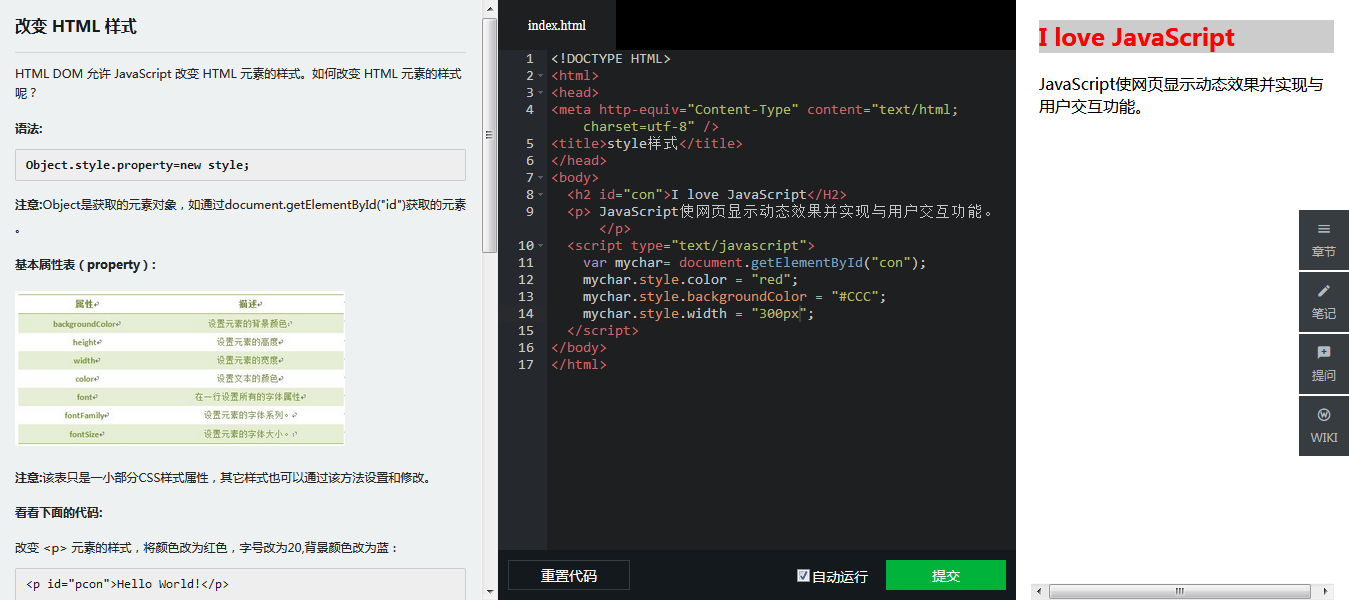 改变 HTML 样式
HTML DOM 允许 JavaScript 改变 HTML 元素的样式。如何改变 HTML 元素的样式
呢？
语法:
Object.style.property=new style;
注意:Object是获取的元素对象，如通过document.getElementById("id")获取的元素
。
基本属性表（property）:
属性 描述
backgroundColor 设置元素的背景颜色
height 设置元素的高度
width 设置元素的宽度
color 设置文本的颜色
font 在一行设置所有的字体属性
fontFamily 设置元素的字体系列。
fontSize 设置元素的字体大小。
注意:该表只是一小部分CSS样式属性，其它样式也可以通过该方法设置和修改。
看看下面的代码:
改变 <p> 元素的样式，将颜色改为红色，字号改为20,背景颜色改为蓝：
<p id="pcon">Hello World!</p>
index.html
1 <!DOCTYPE HTML>
2 <html>
3 <head>
4 <meta http-equiv="Content-Type" content="text/html;
charset=utf-8" />
5 <title>style样式</title>
6 </head>
7 <body>
8 <h2 id="con">I love JavaScript</H2>
9 <p> JavaScript使网页显示动态效果并实现与用户交互功能。
</p>
10 <script type="text/javascript">
11 var mychar= document.getElementById("con");
12 mychar.style.color = "red";
13 mychar.style.backgroundColor = "#CCC";
14 mychar.style.width = "300px";
15 </script>
16 </body>
17 </html>
重置代码
自动运行
提交
I love JavaScript
JavaScript使网页显示动态效果并实现与
用户交互功能。
章节
笔记
提问
WIKI